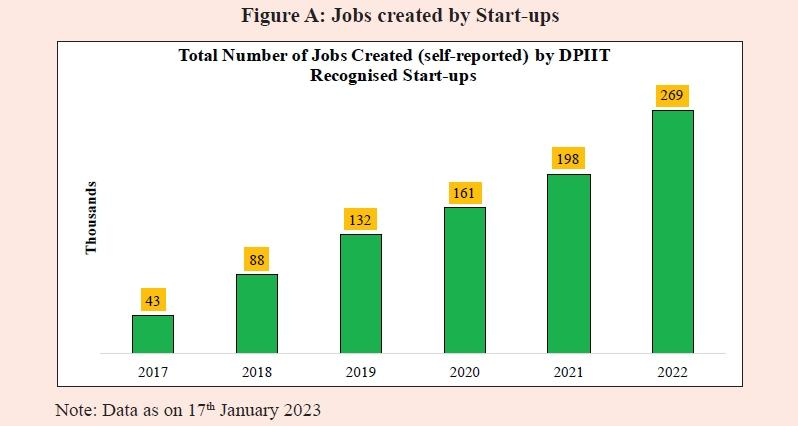 Figure A: Jobs created by Start-ups
Total Number of Jobs Created (self-reported) by DPIIT
Recognised Start-ups
Thousands
43
88
132
161
198
269
2017
2018
2019
2020
2021
2022
Note: Data as on 17th January 2023